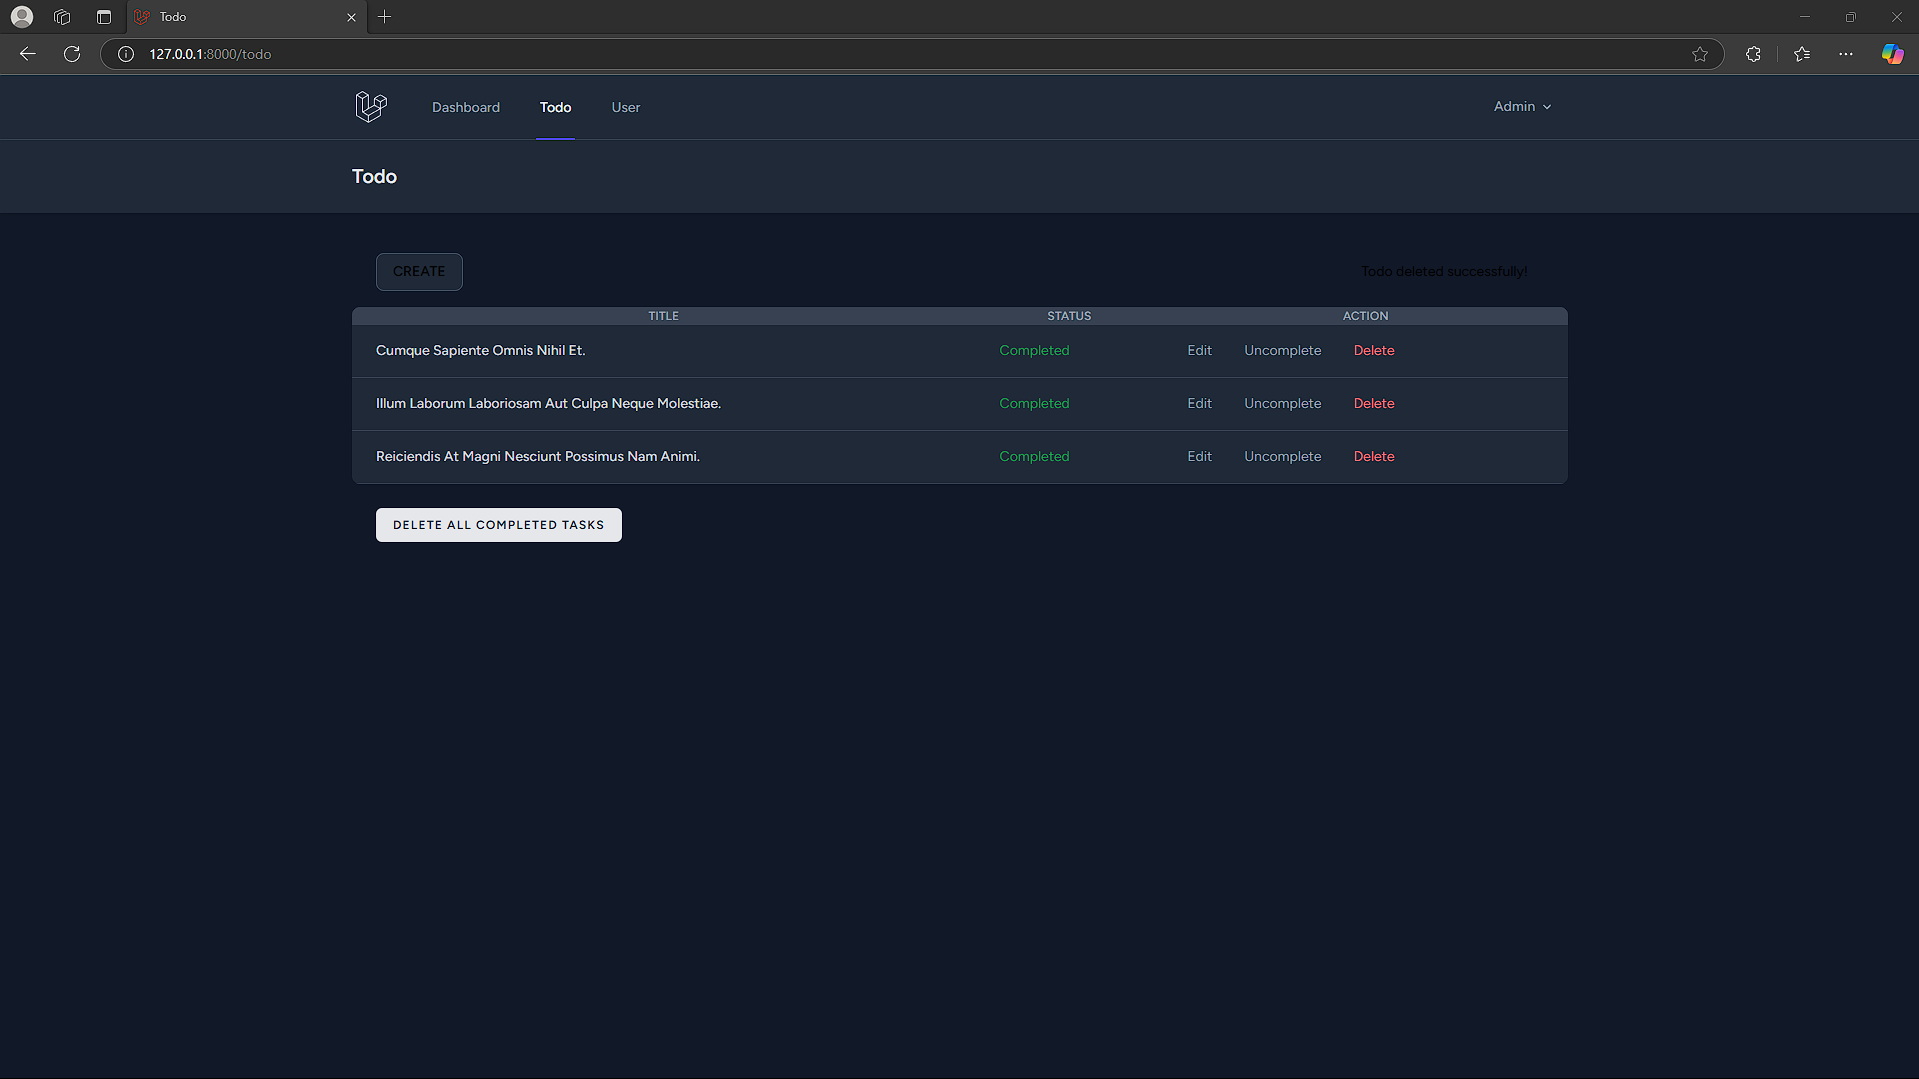 Todo
127.0.0.1:8000/todo
Dashboard Todo User Admin
Todo
CREATE Todo deleted successfully!
TITLE STATUS ACTION
Cumque Sapiente Omnis Nihil Et. Completed Edit Uncomplete Delete
Illum Laborum Laboriosam Aut Culpa Neque Molestiae. Completed Edit Uncomplete Delete
Reiciendis At Magni Nesciunt Possimus Nam Animi. Completed Edit Uncomplete Delete
DELETE ALL COMPLETED TASKS